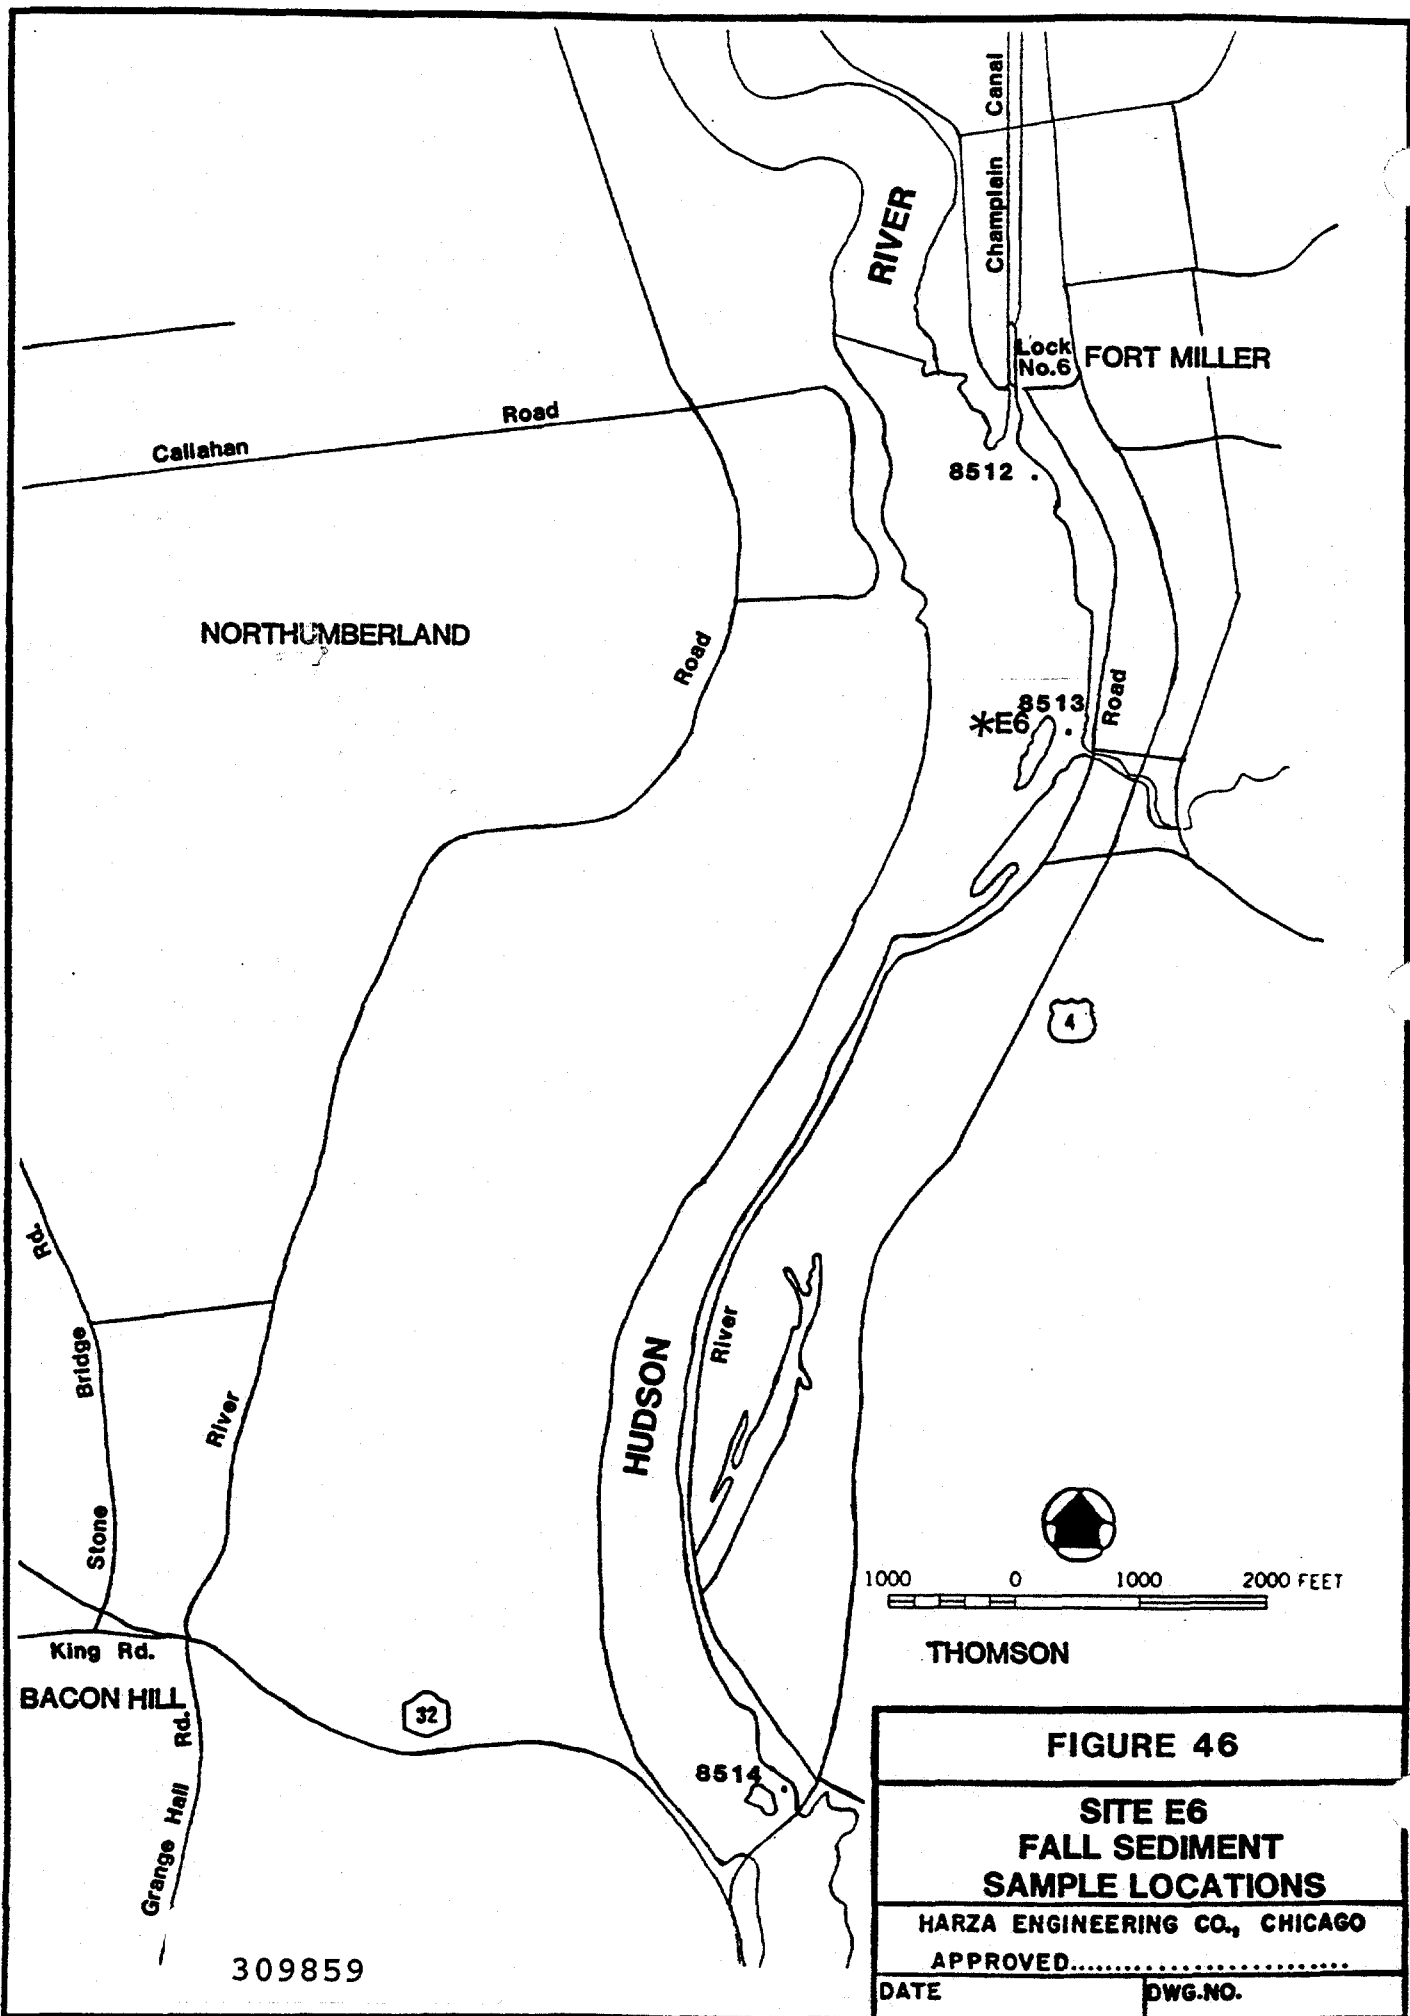 Champlain Canal
RIVER
Lock
No.6
FORT MILLER
Callahan Road
8512
NORTHUMBERLAND
Road
8513
*E6
Road
4
Rd.
Bridge
Stone
River
HUDSON
River
1000 0 1000 2000 FEET
THOMSON
King Rd.
BACON HILL
32
Grange Hall Rd.
8514
FIGURE 46
SITE E6
FALL SEDIMENT
SAMPLE LOCATIONS
HARZA ENGINEERING CO., CHICAGO
APPROVED..........................
DATE
DWG.NO.
309859